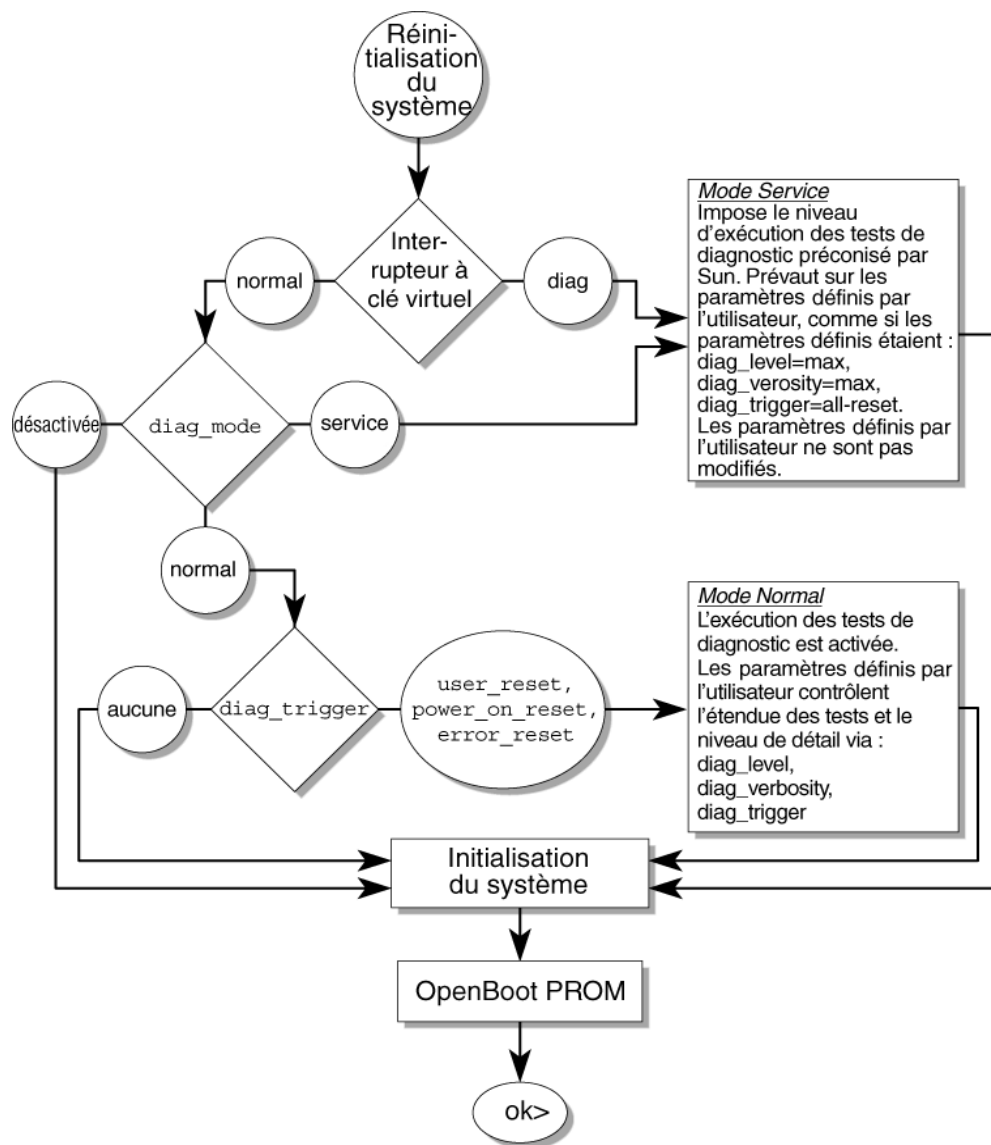 Réini-
tialisation
du
système
Inter-
rupteur à
clé virtuel
normal
diag
Mode Service
Impose le niveau
d'exécution des tests de
diagnostic préconisé par
Sun. Prévaut sur les
paramètres définis par
l'utilisateur, comme si les
paramètres définis étaient :
diag_level=max,
diag_verosity=max,
diag_trigger=all-reset.
Les paramètres définis par
l'utilisateur ne sont pas
modifiés.
désactivée
diag_mode
service
normal
Mode Normal
L'exécution des tests de
diagnostic est activée.
Les paramètres définis par
l'utilisateur contrôlent
l'étendue des tests et le
niveau de détail via :
diag_level,
diag_verbosity,
diag_trigger
aucune
diag_trigger
user_reset,
power_on_reset,
error_reset
Initialisation
du système
OpenBoot PROM
ok>